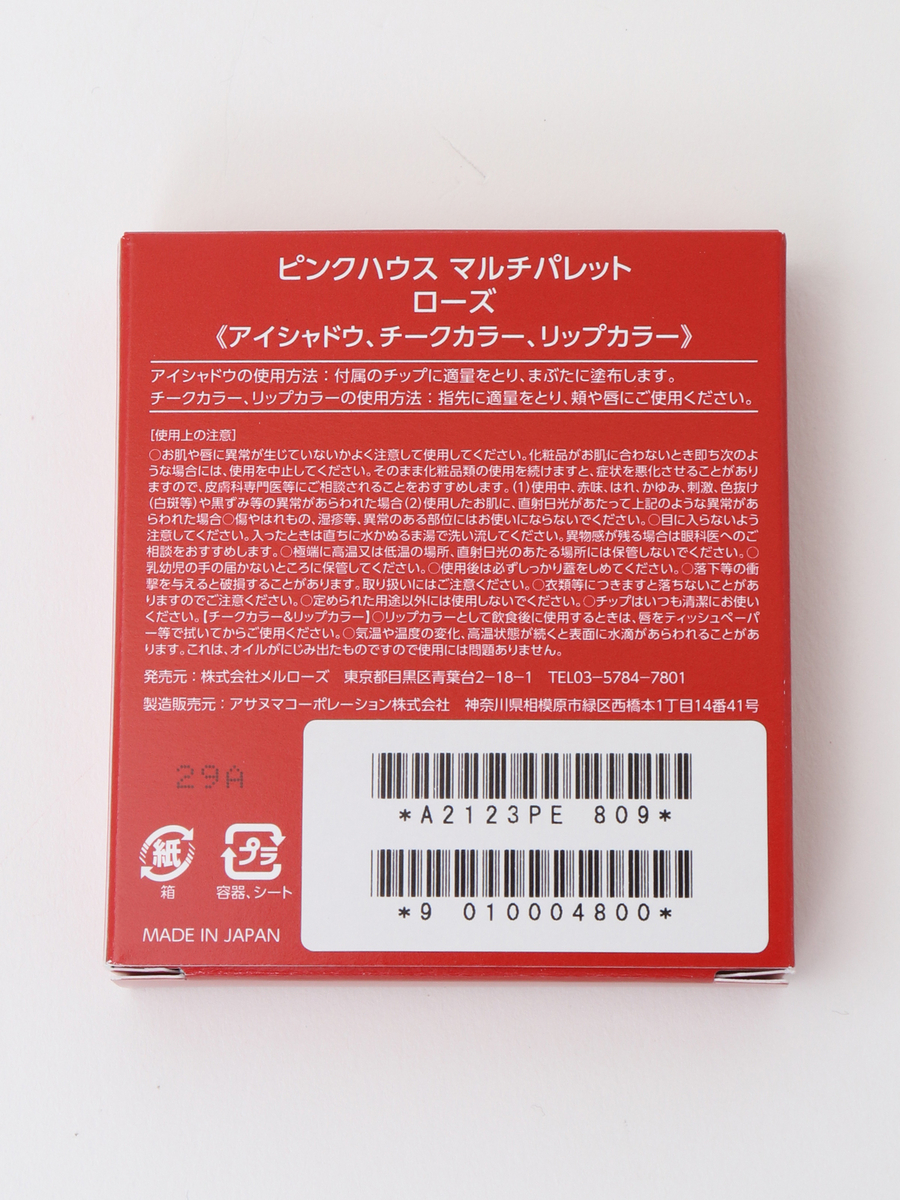 ピンクハウス マルチパレット
ローズ
《アイシャドウ、チークカラー、リップカラー》
アイシャドウの使用方法：付属のチップに適量をとり、まぶたに塗布します。
チークカラー、リップカラーの使用方法：指先に適量をとり、頬や唇にご使用ください。
[使用上の注意]
○お肌や唇に異常が生じていないかよく注意して使用してください。化粧品がお肌に合わないとき即ち次のよ
うな場合には、使用を中止してください。そのまま化粧品類の使用を続けますと、症状を悪化させることがあり
ますので、皮膚科専門医等にご相談されることをおすすめします。(1)使用中、赤味、はれ、かゆみ、刺激、色抜け
(白斑等)や黒ずみ等の異常があらわれた場合(2)使用したお肌に、直射日光があたって上記のような異常があ
らわれた場合○傷やはれもの、湿疹等、異常のある部位にはお使いにならないでください。○目に入らないよう
注意してください。入ったときは直ちに水かぬるま湯で洗い流してください。異物感が残る場合は眼科医へのご
相談をおすすめします。○極端に高温又は低温の場所、直射日光のあたる場所には保管しないでください。○
乳幼児の手の届かないところに保管してください。○使用後は必ずしっかり蓋をしめてください。○落下等の衝
撃を与えると破損することがあります。取り扱いにはご注意ください。○衣類等につきますと落ちないことがあ
りますのでご注意ください。○定められた用途以外には使用しないでください。○チップはいつも清潔にお使い
ください。【チークカラー&リップカラー】○リップカラーとして飲食後に使用するときは、唇をティッシュペーパ
ー等で拭いてからご使用ください。○気温や温度の変化、高温状態が続くと表面に水滴があらわれることがあ
ります。これは、オイルがにじみ出たものですので使用には問題ありません。
発売元：株式会社メルローズ 東京都目黒区青葉台2-18-1 TEL03-5784-7801
製造販売元：アサヌマコーポレーション株式会社 神奈川県相模原市緑区西橋本1丁目14番41号
29A
*A2123PE 809*
*9 010004800*
紙
箱
プラ
容器、シート
MADE IN JAPAN